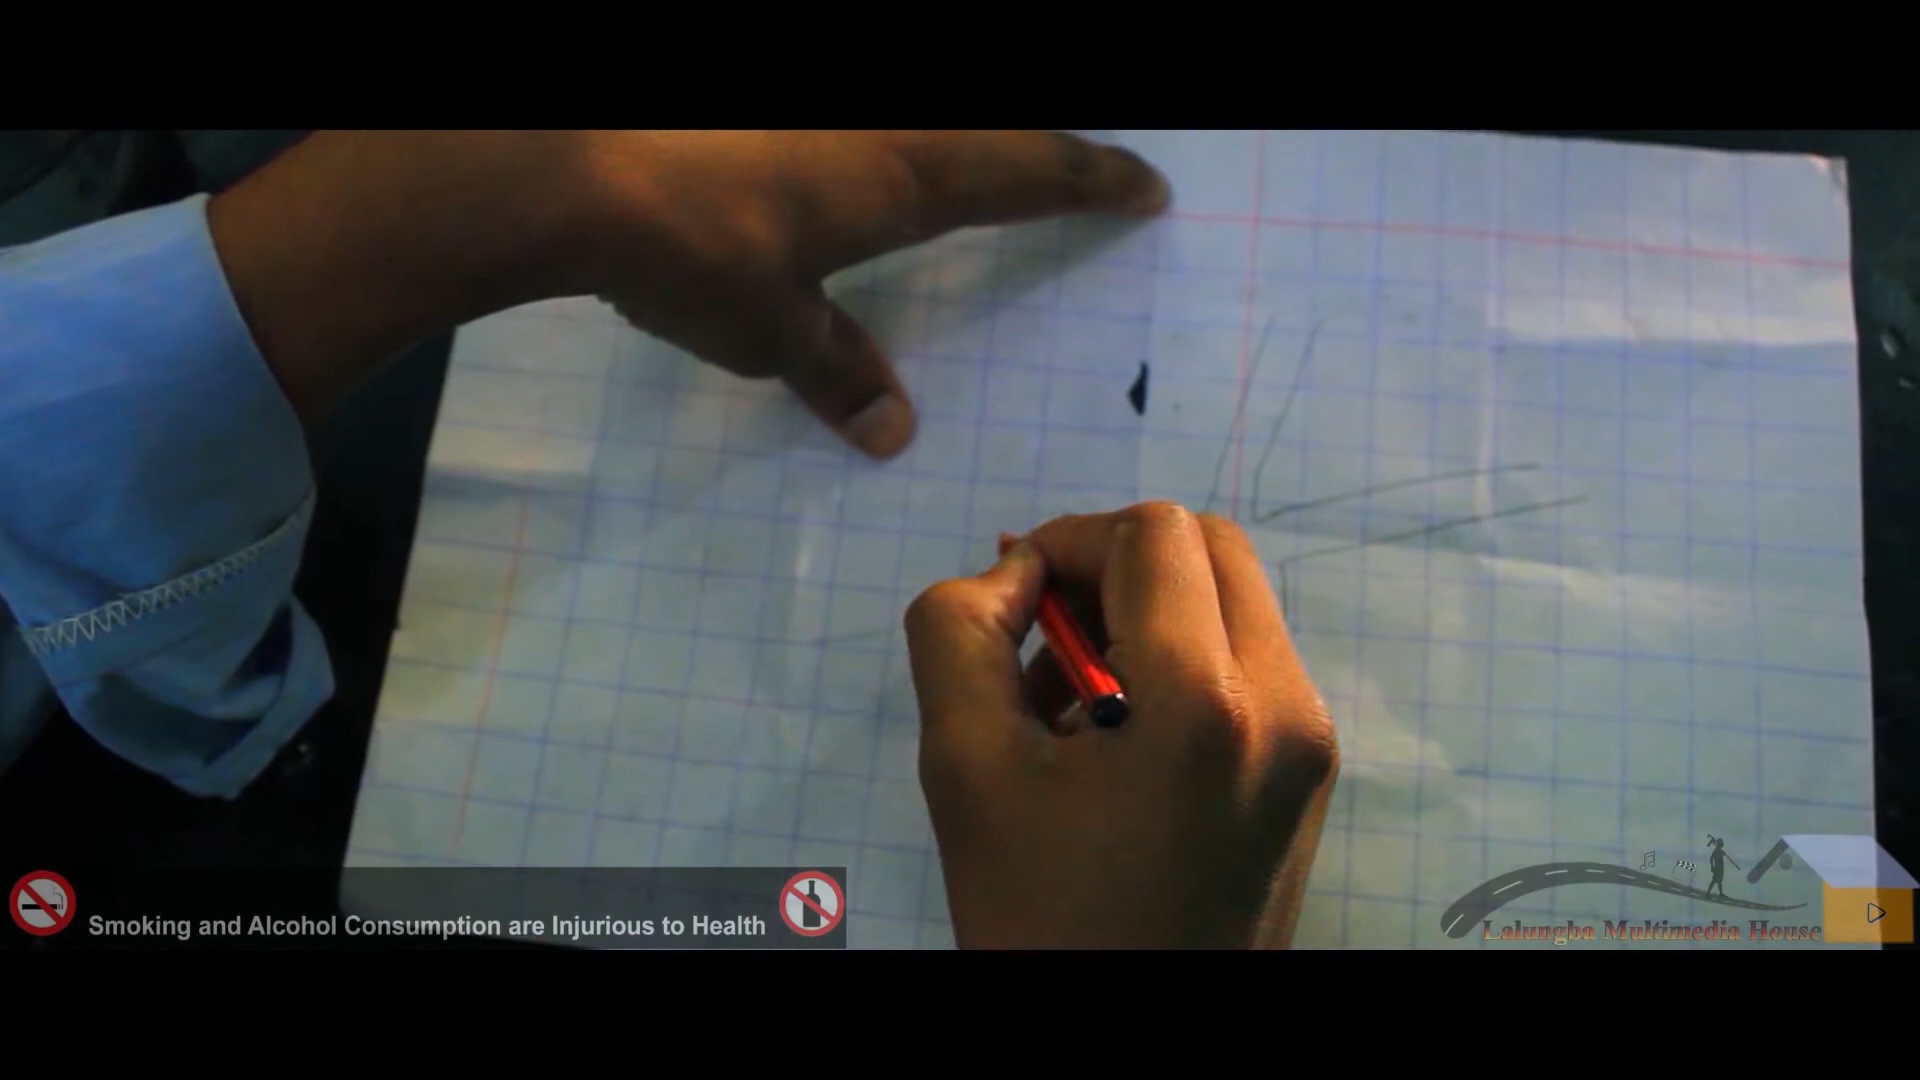 Smoking and Alcohol Consumption are Injurious to Health
Lalungba Multimedia House